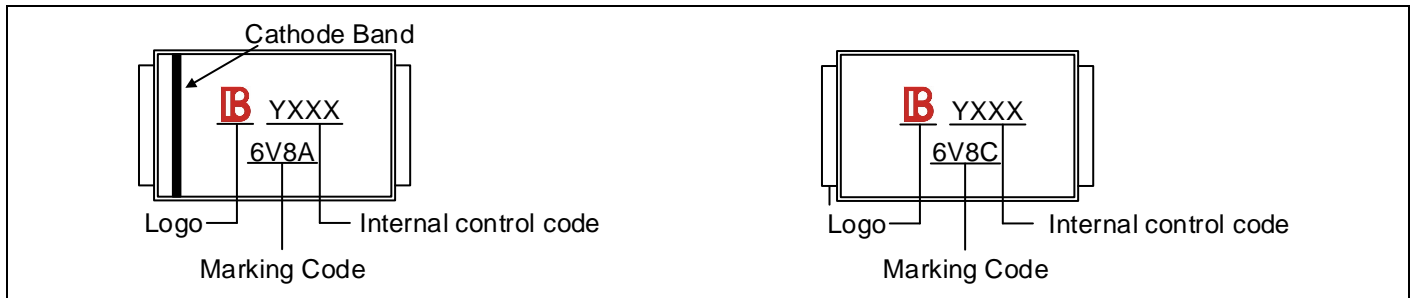 Cathode Band
B YXXX
6V8A
Logo
Internal control code
Marking Code
B YXXX
6V8C
Logo
Internal control code
Marking Code